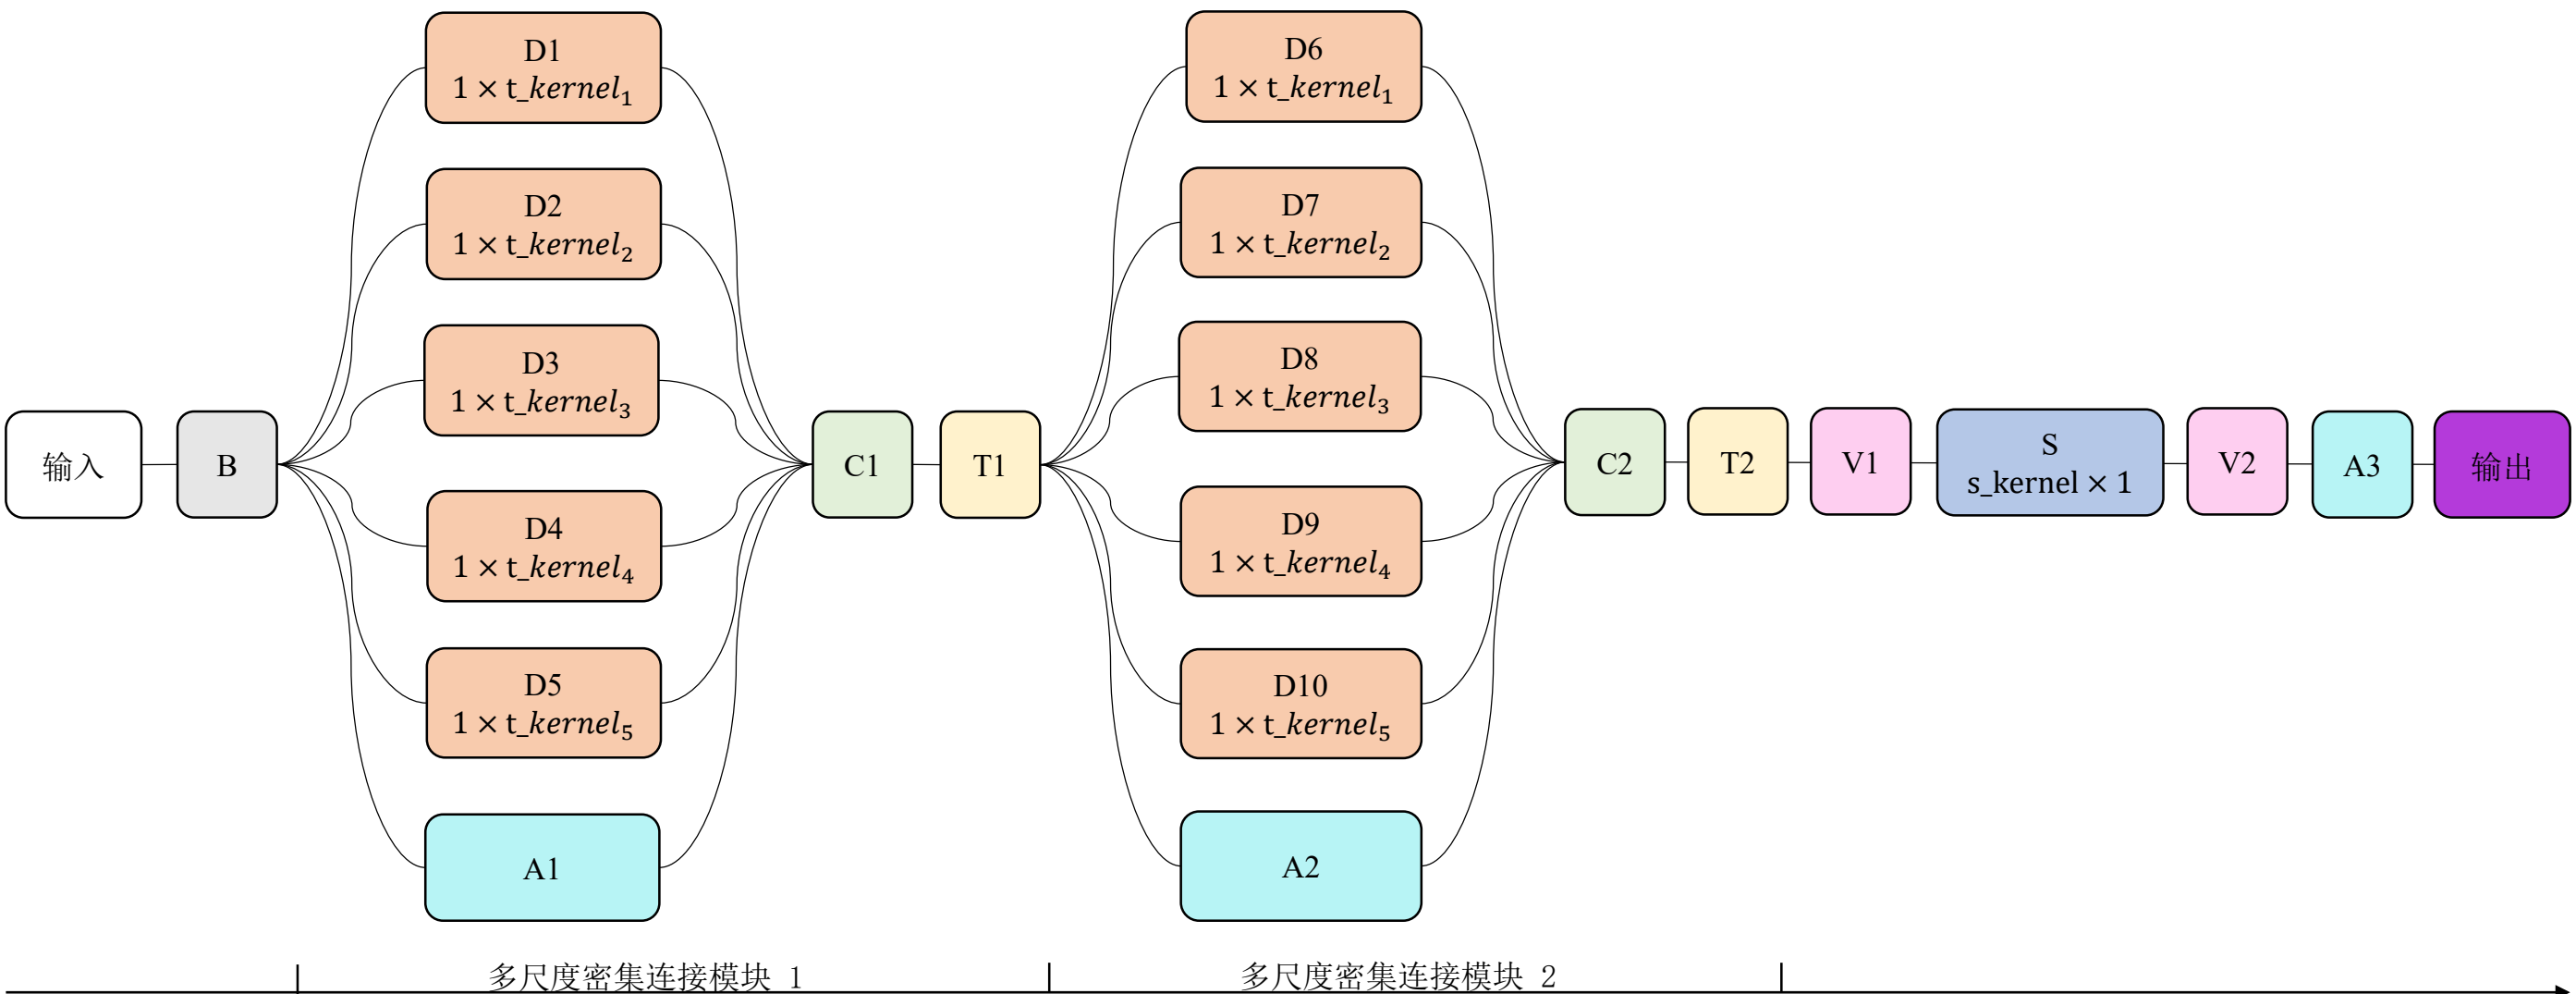 输入
B
D1
1 × t_kernel₁
D2
1 × t_kernel₂
D3
1 × t_kernel₃
D4
1 × t_kernel₄
D5
1 × t_kernel₅
A1
C1
T1
D6
1 × t_kernel₁
D7
1 × t_kernel₂
D8
1 × t_kernel₃
D9
1 × t_kernel₄
D10
1 × t_kernel₅
A2
C2
T2
V1
S
s_kernel × 1
V2
A3
输出
多尺度密集连接模块 1
多尺度密集连接模块 2